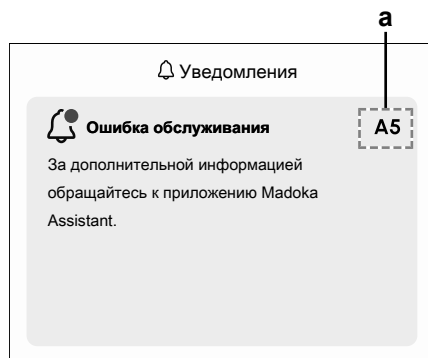 a
Уведомления
Ошибка обслуживания A5
За дополнительной информацией
обращайтесь к приложению Madoka
Assistant.